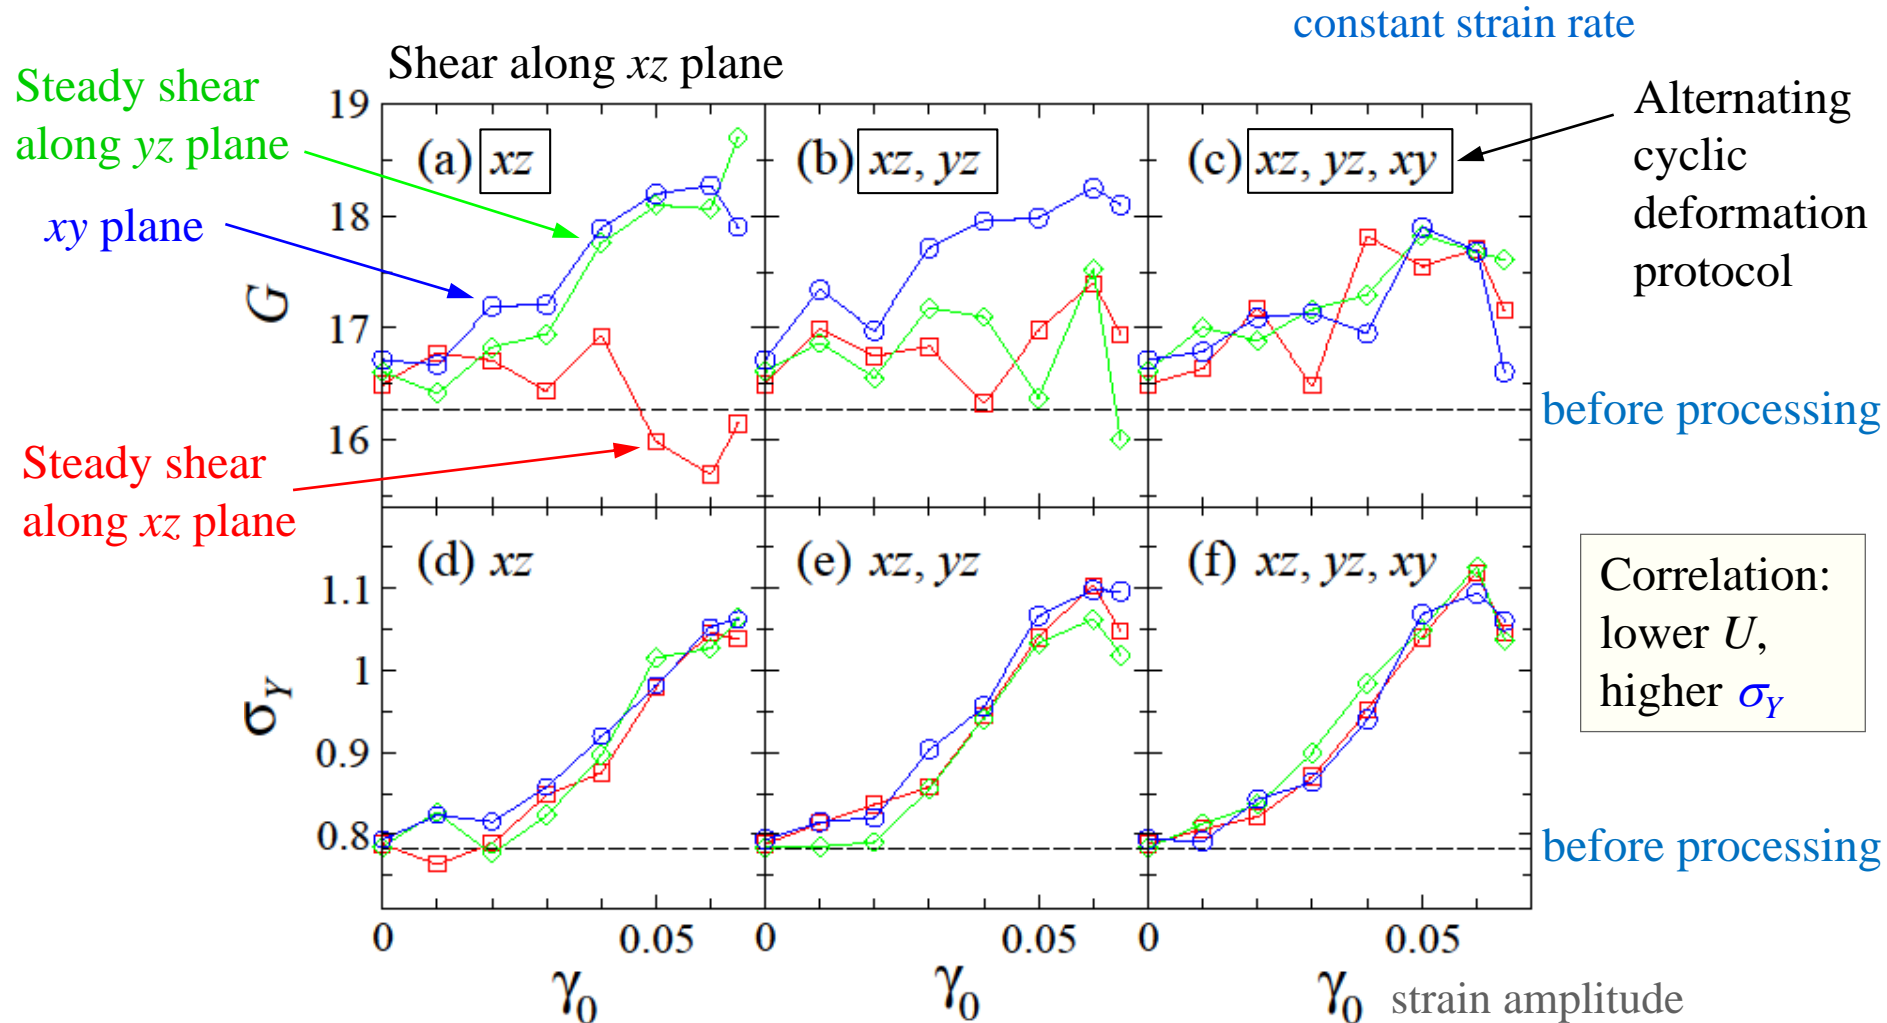 constant strain rate
Shear along xz plane
Steady shear
along yz plane
xy plane
Steady shear
along xz plane
Alternating
cyclic
deformation
protocol
G
19
18
17
16
(a) xz
(b) xz, yz
(c) xz, yz, xy
before processing
σY
1.1
1
0.9
0.8
(d) xz
(e) xz, yz
(f) xz, yz, xy
Correlation:
lower U,
higher σY
before processing
0 0.05 0 0.05 0.05
γ0 γ0 γ0 strain amplitude